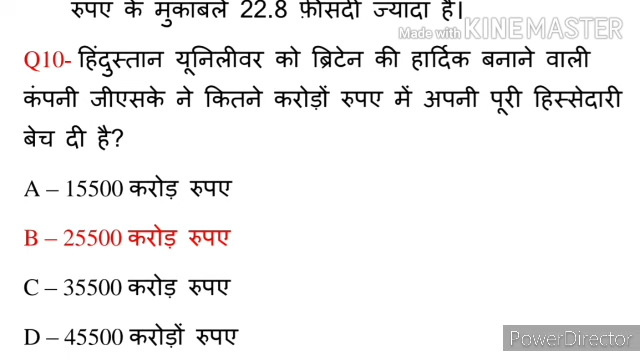 रुपए के मुकाबले 22.8 फ़ीसदी ज्यादा है।
Made with KINEMASTER
Q10- हिंदुस्तान यूनिलीवर को ब्रिटेन की हार्दिक बनाने वाली
कंपनी जीएसके ने कितने करोड़ों रुपए में अपनी पूरी हिस्सेदारी
बेच दी है?
A – 15500 करोड़ रुपए
B – 25500 करोड़ रुपए
C – 35500 करोड़ रुपए
D – 45500 करोड़ों रुपए
PowerDirector